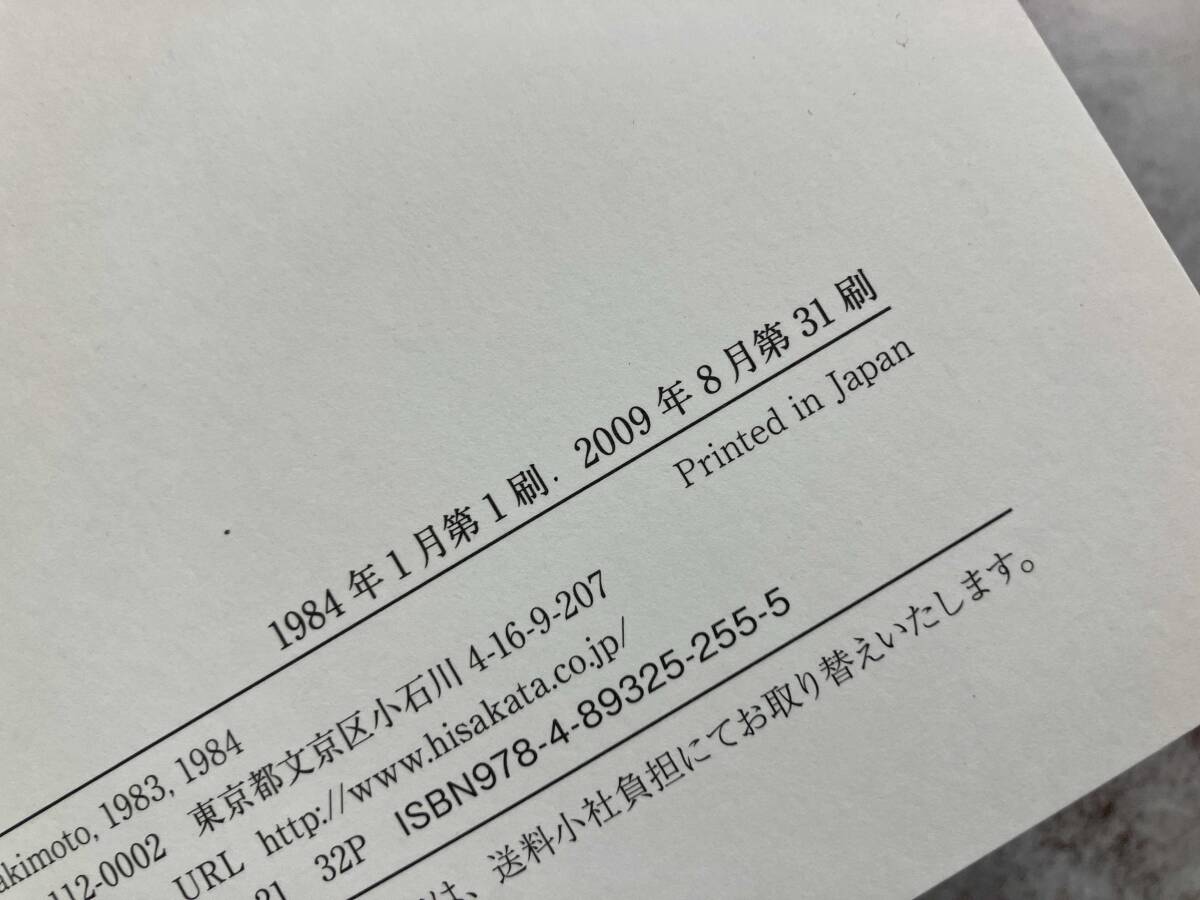 1984年1月第1刷. 2009年8月第31刷
Printed in Japan
akimoto, 1983, 1984
112-0002 東京都文京区小石川 4-16-9-207
URL http://www.hisakata.co.jp/
21 32P ISBN978-4-89325-255-5
は、送料小社負担にてお取り替えいたします。